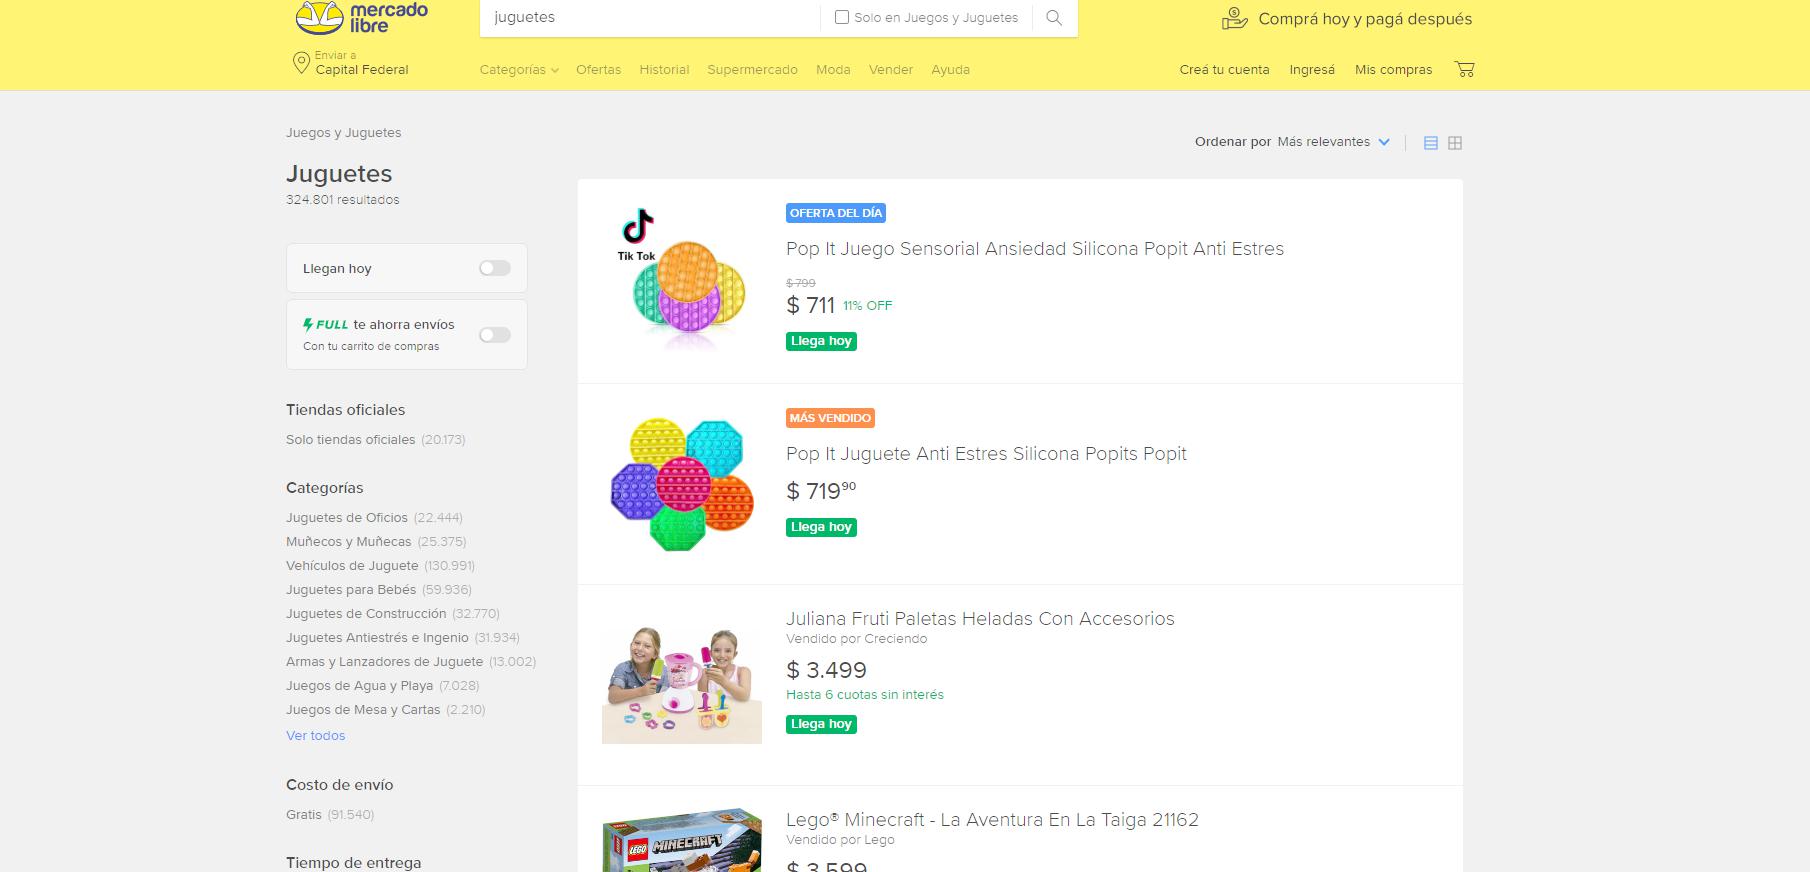 mercado
libre
juguetes
Solo en Juegos y Juguetes
Comprá hoy y pagá después
Enviar a
Capital Federal
Categorías
Ofertas
Historial
Supermercado
Moda
Vender
Ayuda
Creá tu cuenta
Ingresá
Mis compras
Juegos y Juguetes
Juguetes
324.801 resultados
Ordenar por Más relevantes
Llegan hoy
FULL te ahorra envíos
Con tu carrito de compras
Tiendas oficiales
Solo tiendas oficiales (20.173)
Categorías
Juguetes de Oficios (22.444)
Muñecos y Muñecas (25.375)
Vehículos de Juguete (130.991)
Juguetes para Bebés (59.936)
Juguetes de Construcción (32.770)
Juguetes Antiestrés e Ingenio (31.934)
Armas y Lanzadores de Juguete (13.002)
Juegos de Agua y Playa (7.028)
Juegos de Mesa y Cartas (2.210)
Ver todos
Costo de envío
Gratis (91.540)
Tiempo de entrega
Tik Tok
OFERTA DEL DÍA
Pop It Juego Sensorial Ansiedad Silicona Popit Anti Estres
$ 799
$ 711 11% OFF
Llega hoy
MÁS VENDIDO
Pop It Juguete Anti Estres Silicona Popits Popit
$ 719 90
Llega hoy
Juliana Fruti Paletas Heladas Con Accesorios
Vendido por Creciendo
$ 3.499
Hasta 6 cuotas sin interés
Llega hoy
LEGO
MINECRAFT
LEGO
Lego® Minecraft - La Aventura En La Taiga 21162
Vendido por Lego
$ 3.599